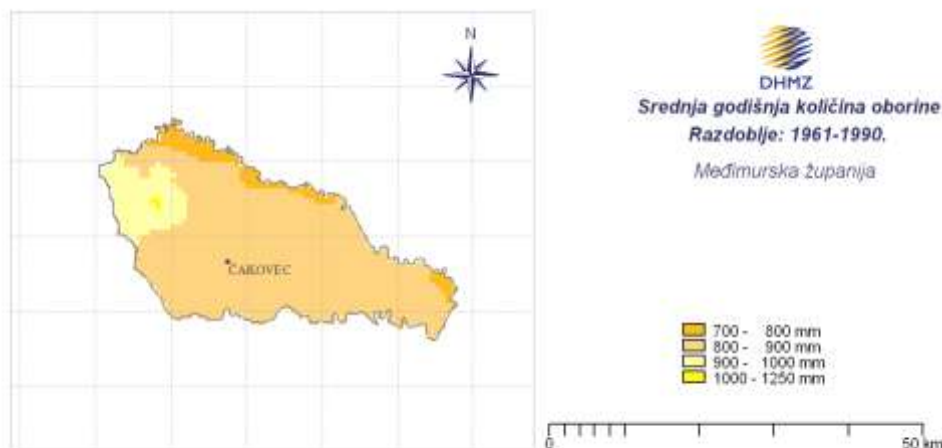 N
ČAKOVEC
DHMZ
Srednja godišnja količina oborine
Razdoblje: 1961-1990.
Međimurska županija
700 - 800 mm
800 - 900 mm
900 - 1000 mm
1000 - 1250 mm
0 50 km